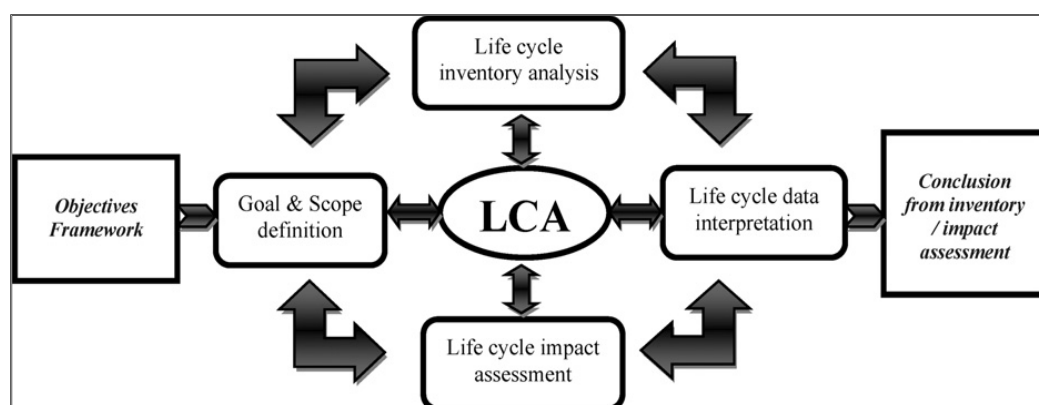 Life cycle
inventory analysis
Objectives
Framework
Goal & Scope
definition
LCA
Life cycle data
interpretation
Conclusion
from inventory
/ impact
assessment
Life cycle impact
assessment